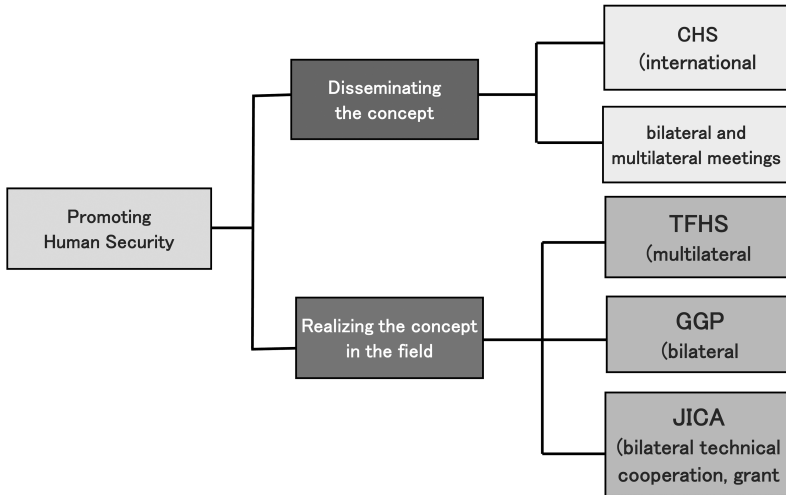 Promoting
Human Security
Disseminating
the concept
CHS
(international
bilateral and
multilateral meetings
Realizing the concept
in the field
TFHS
(multilateral
GGP
(bilateral
JICA
(bilateral technical
cooperation, grant